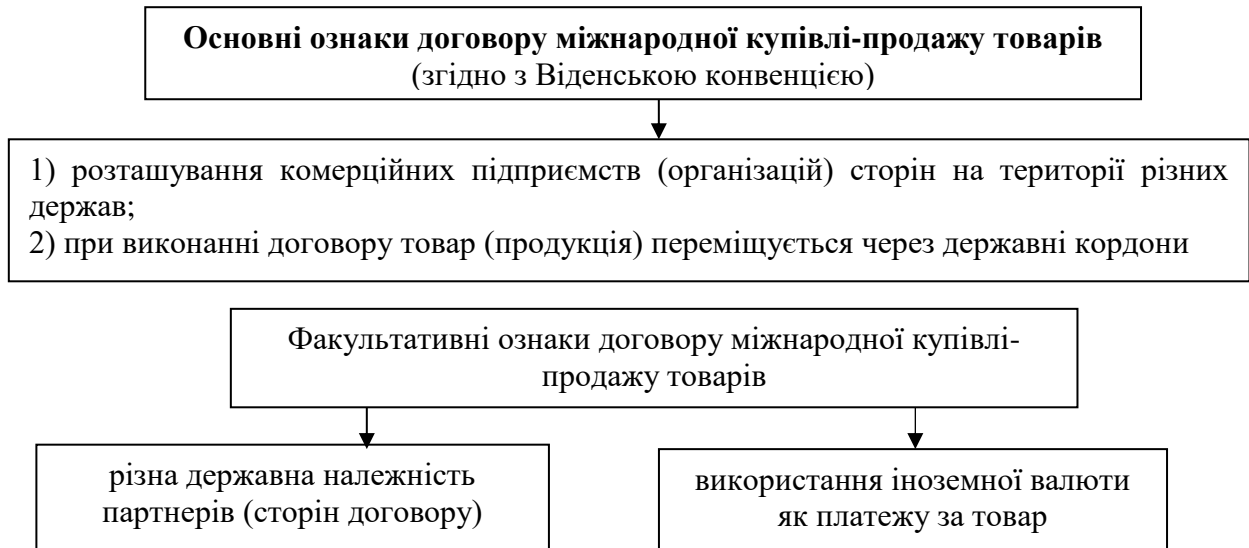 Основні ознаки договору міжнародної купівлі-продажу товарів
(згідно з Віденською конвенцією)
1) розташування комерційних підприємств (організацій) сторін на території різних
держав;
2) при виконанні договору товар (продукція) переміщується через державні кордони
Факультативні ознаки договору міжнародної купівлі-
продажу товарів
різна державна належність
партнерів (сторін договору)
використання іноземної валюти
як платежу за товар